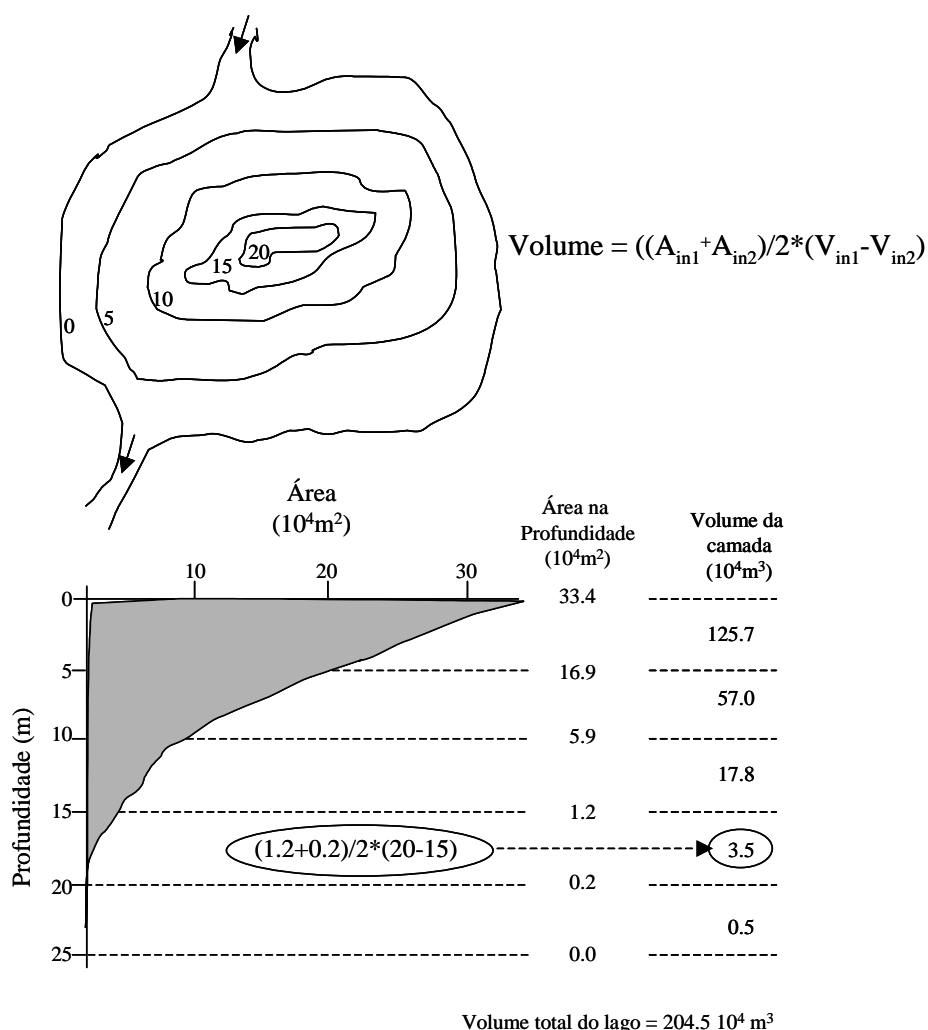 20
15
10
5
0
Volume = ((A_in1+A_in2)/2*(V_in1-V_in2)
Área
(10⁴m²)
Área na
Profundidade
(10⁴m²)
Volume da
camada
(10⁴m³)
10 20 30
0 33.4
125.7
5 16.9
57.0
10 5.9
17.8
15 1.2
(1.2+0.2)/2*(20-15) 3.5
20 0.2
0.5
25 0.0
Profundidade (m)
Volume total do lago = 204.5 10⁴ m³